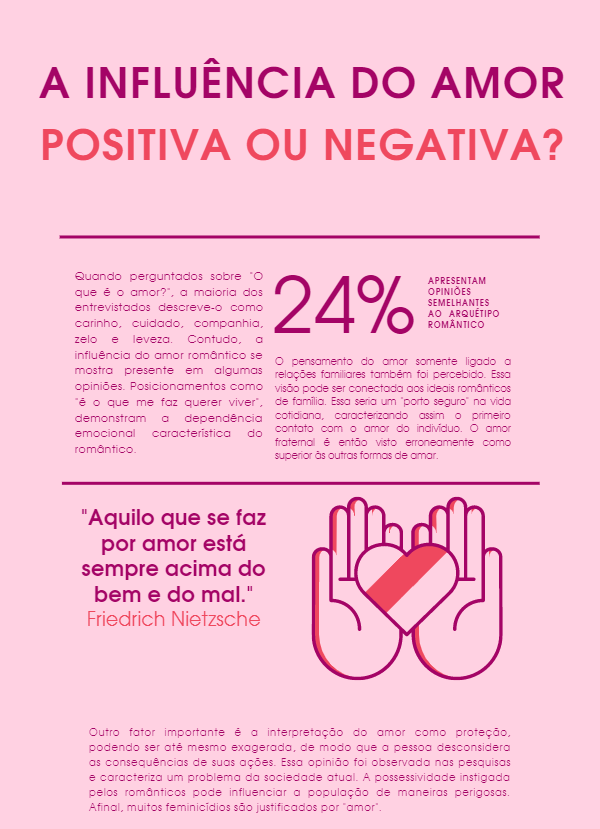 A INFLUÊNCIA DO AMOR
POSITIVA OU NEGATIVA?
Quando perguntados sobre "O
que é o amor?", a maioria dos
entrevistados descreve-o como
carinho, cuidado, companhia,
zelo e leveza. Contudo, a
influência do amor romântico se
mostra presente em algumas
opiniões. Posicionamentos como
"é o que me faz querer viver",
demonstram a dependência
emocional característica do
romântico.
24%
APRESENTAM
OPINIÕES
SEMELHANTES
AO ARQUÉTIPO
ROMÂNTICO
O pensamento do amor somente ligado a
relações familiares também foi percebido. Essa
visão pode ser conectada aos ideais românticos
de família. Essa seria um "porto seguro" na vida
cotidiana, caracterizando assim o primeiro
contato com o amor do indivíduo. O amor
fraternal é então visto erroneamente como
superior às outras formas de amar.
"Aquilo que se faz
por amor está
sempre acima do
bem e do mal."
Friedrich Nietzsche
Outro fator importante é a interpretação do amor como proteção,
podendo ser até mesmo exagerada, de modo que a pessoa desconsidera
as consequências de suas ações. Essa opinião foi observada nas pesquisas
e caracteriza um problema da sociedade atual. A possessividade instigada
pelos românticos pode influenciar a população de maneiras perigosas.
Afinal, muitos feminicídios são justificados por "amor".